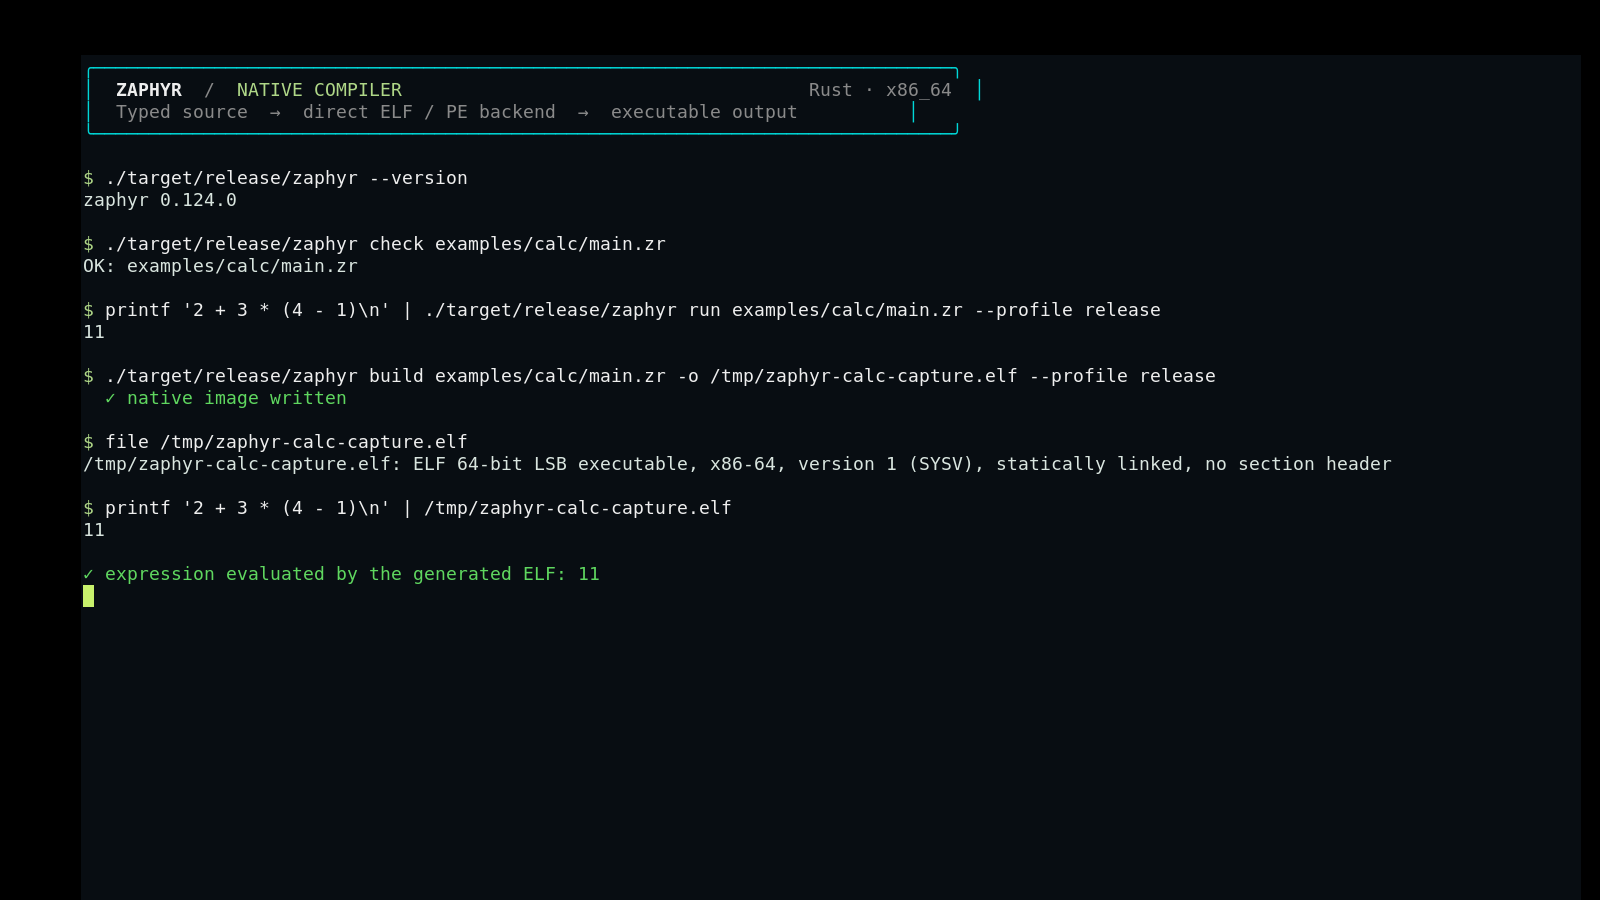 ZAPHYR / NATIVE COMPILER Rust · x86_64
Typed source → direct ELF / PE backend → executable output
$ ./target/release/zaphyr --version
zaphyr 0.124.0
$ ./target/release/zaphyr check examples/calc/main.zr
OK: examples/calc/main.zr
$ printf '2 + 3 * (4 - 1)\n' | ./target/release/zaphyr run examples/calc/main.zr --profile release
11
$ ./target/release/zaphyr build examples/calc/main.zr -o /tmp/zaphyr-calc-capture.elf --profile release
✓ native image written
$ file /tmp/zaphyr-calc-capture.elf
/tmp/zaphyr-calc-capture.elf: ELF 64-bit LSB executable, x86-64, version 1 (SYSV), statically linked, no section header
$ printf '2 + 3 * (4 - 1)\n' | /tmp/zaphyr-calc-capture.elf
11
✓ expression evaluated by the generated ELF: 11